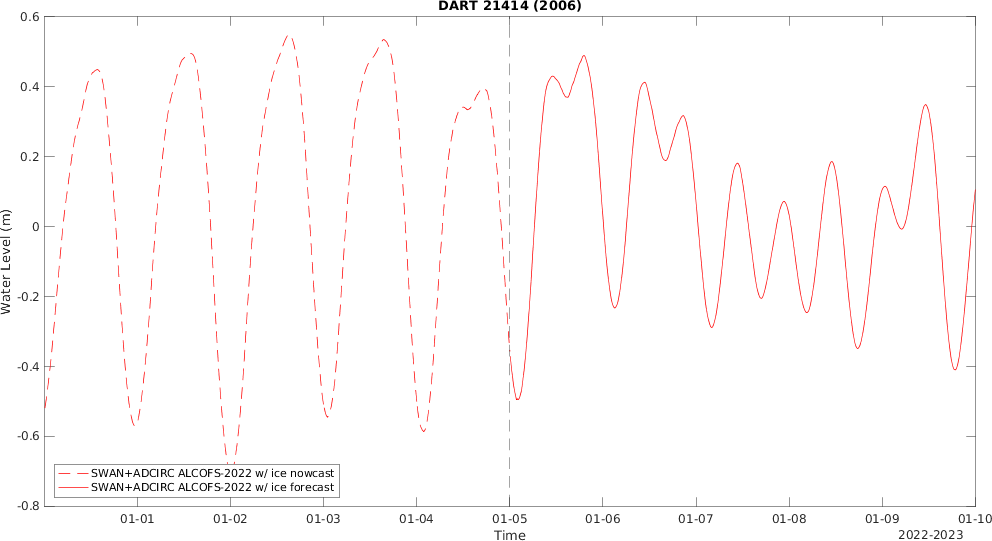 DART 21414 (2006)
0.6
0.4
0.2
0
-0.2
-0.4
-0.6
-0.8
Water Level (m)
SWAN+ADCIRC ALCOFS-2022 w/ ice nowcast
SWAN+ADCIRC ALCOFS-2022 w/ ice forecast
01-01 01-02 01-03 01-04 01-05 01-06 01-07 01-08 01-09 01-10
Time
2022-2023